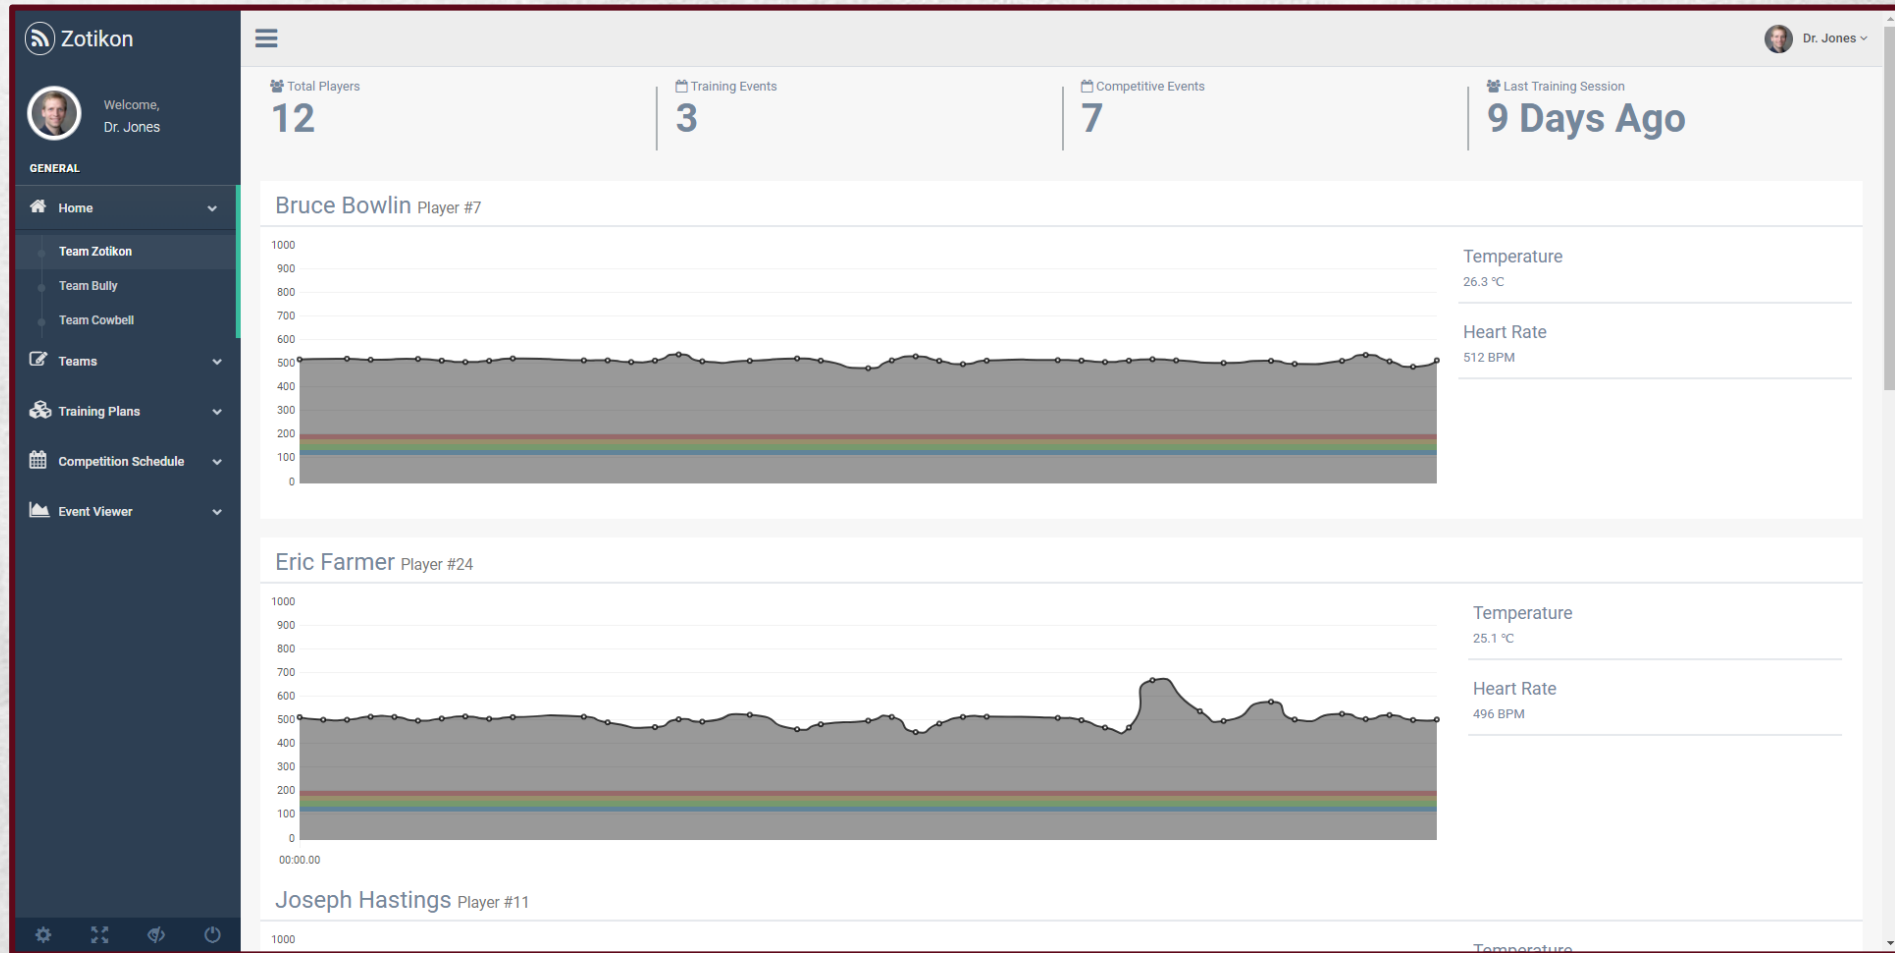 Zotikon
Welcome,
Dr. Jones
GENERAL
Home
Team Zotikon
Team Bully
Team Cowbell
Teams
Training Plans
Competition Schedule
Event Viewer
Dr. Jones
Total Players
12
Training Events
3
Competitive Events
7
Last Training Session
9 Days Ago
Bruce Bowlin Player #7
1000
900
800
700
600
500
400
300
200
100
0
Temperature
26.3 °C
Heart Rate
512 BPM
Eric Farmer Player #24
1000
900
800
700
600
500
400
300
200
100
0
00:00.00
Temperature
25.1 °C
Heart Rate
496 BPM
Joseph Hastings Player #11
1000
Temperature